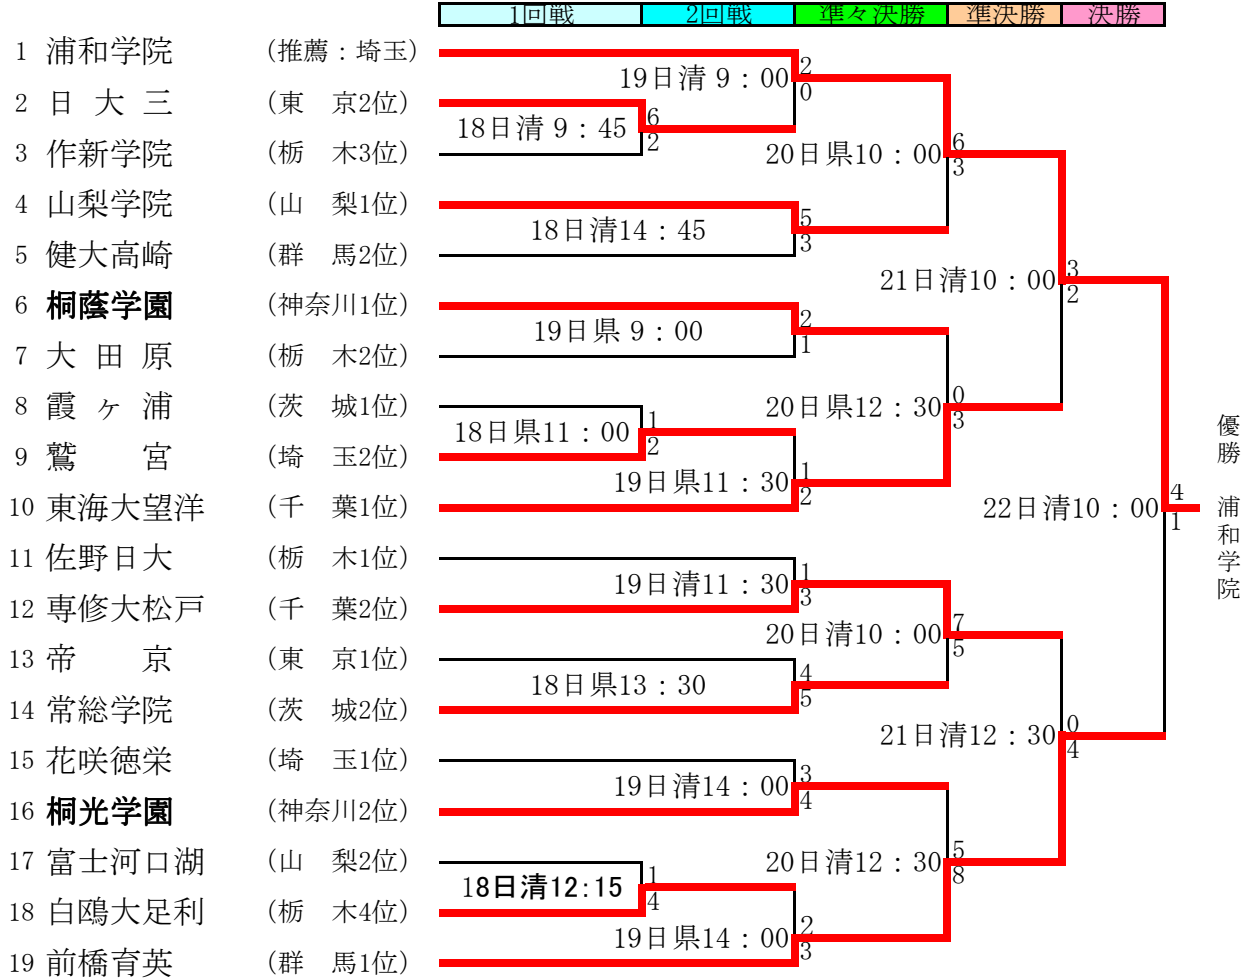 1回戦 2回戦 準々決勝 準決勝 決勝
1 浦和学院 (推薦：埼玉)
19日清 9：00 2 0
2 日大三 (東 京2位)
18日清 9：45 6 2
3 作新学院 (栃 木3位)
20日県10：00 6 3
4 山梨学院 (山 梨1位)
18日清14：45 5 3
5 健大高崎 (群 馬2位)
21日清10：00 3 2
6 桐蔭学園 (神奈川1位)
19日県 9：00 2 1
7 大田原 (栃 木2位)
8 霞ヶ浦 (茨 城1位)
20日県12：30 0 3
18日県11：00 1 2
9 鷲宮 (埼 玉2位)
19日県11：30 1 2
10 東海大望洋 (千 葉1位)
22日清10：00 4 1
優勝 浦和学院
11 佐野日大 (栃 木1位)
19日清11：30 1 3
12 専修大松戸 (千 葉2位)
20日清10：00 7 5
13 帝京 (東 京1位)
18日県13：30 4 5
14 常総学院 (茨 城2位)
21日清12：30 0 4
15 花咲徳栄 (埼 玉1位)
19日清14：00 3 4
16 桐光学園 (神奈川2位)
17 富士河口湖 (山 梨2位)
20日清12：30 5 8
18日清12:15 1 4
18 白鴎大足利 (栃 木4位)
19日県14：00 2 3
19 前橋育英 (群 馬1位)